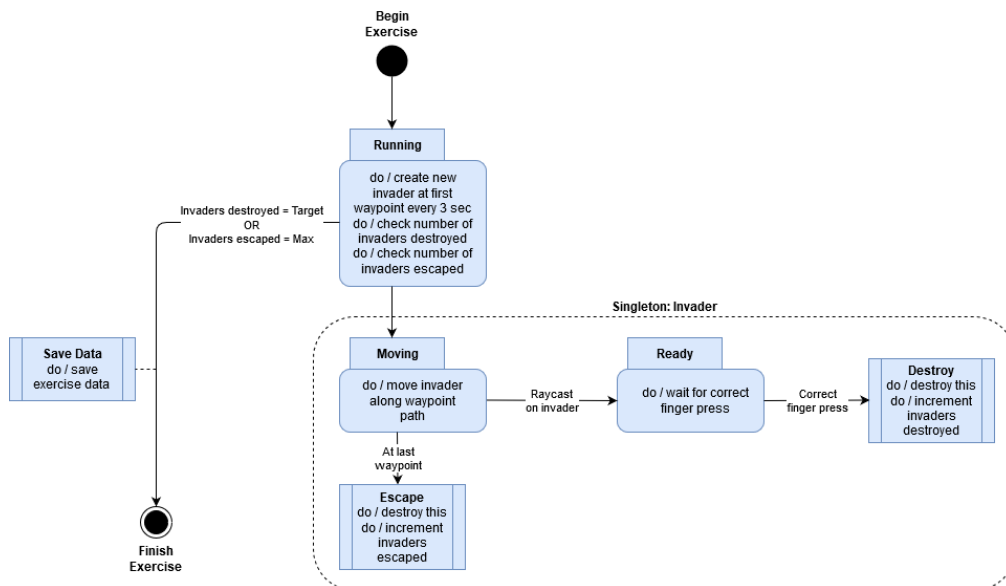 Begin
Exercise
Running
do / create new
invader at first
waypoint every 3 sec
do / check number of
invaders destroyed
do / check number of
invaders escaped
Invaders destroyed = Target
OR
Invaders escaped = Max
Singleton: Invader
Save Data
do / save
exercise data
Moving
do / move invader
along waypoint
path
Raycast
on invader
Ready
do / wait for correct
finger press
Correct
finger press
Destroy
do / destroy this
do / increment
invaders
destroyed
At last
waypoint
Escape
do / destroy this
do / increment
invaders
escaped
Finish
Exercise